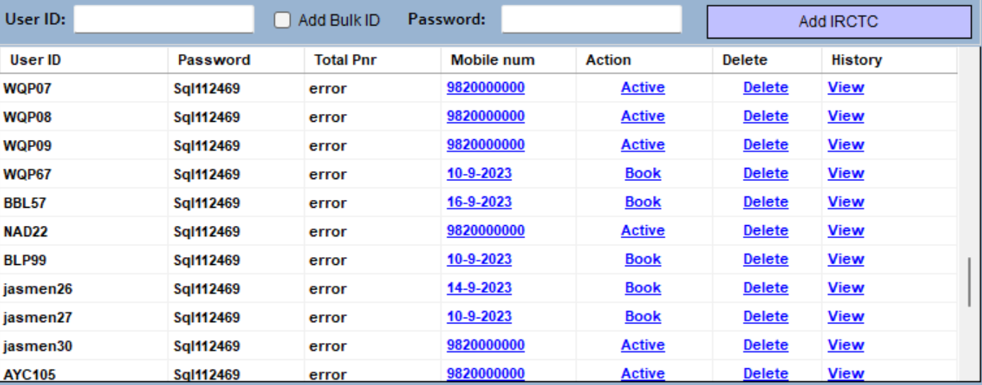 User ID: Add Bulk ID Password: Add IRCTC
User ID Password Total Pnr Mobile num Action Delete History
WQP07 Sql112469 error 9820000000 Active Delete View
WQP08 Sql112469 error 9820000000 Active Delete View
WQP09 Sql112469 error 9820000000 Active Delete View
WQP67 Sql112469 error 10-9-2023 Book Delete View
BBL57 Sql112469 error 16-9-2023 Book Delete View
NAD22 Sql112469 error 9820000000 Active Delete View
BLP99 Sql112469 error 10-9-2023 Book Delete View
jasmen26 Sql112469 error 14-9-2023 Book Delete View
jasmen27 Sql112469 error 10-9-2023 Book Delete View
jasmen30 Sql112469 error 9820000000 Active Delete View
AYC105 Sql112469 error 9820000000 Active Delete View